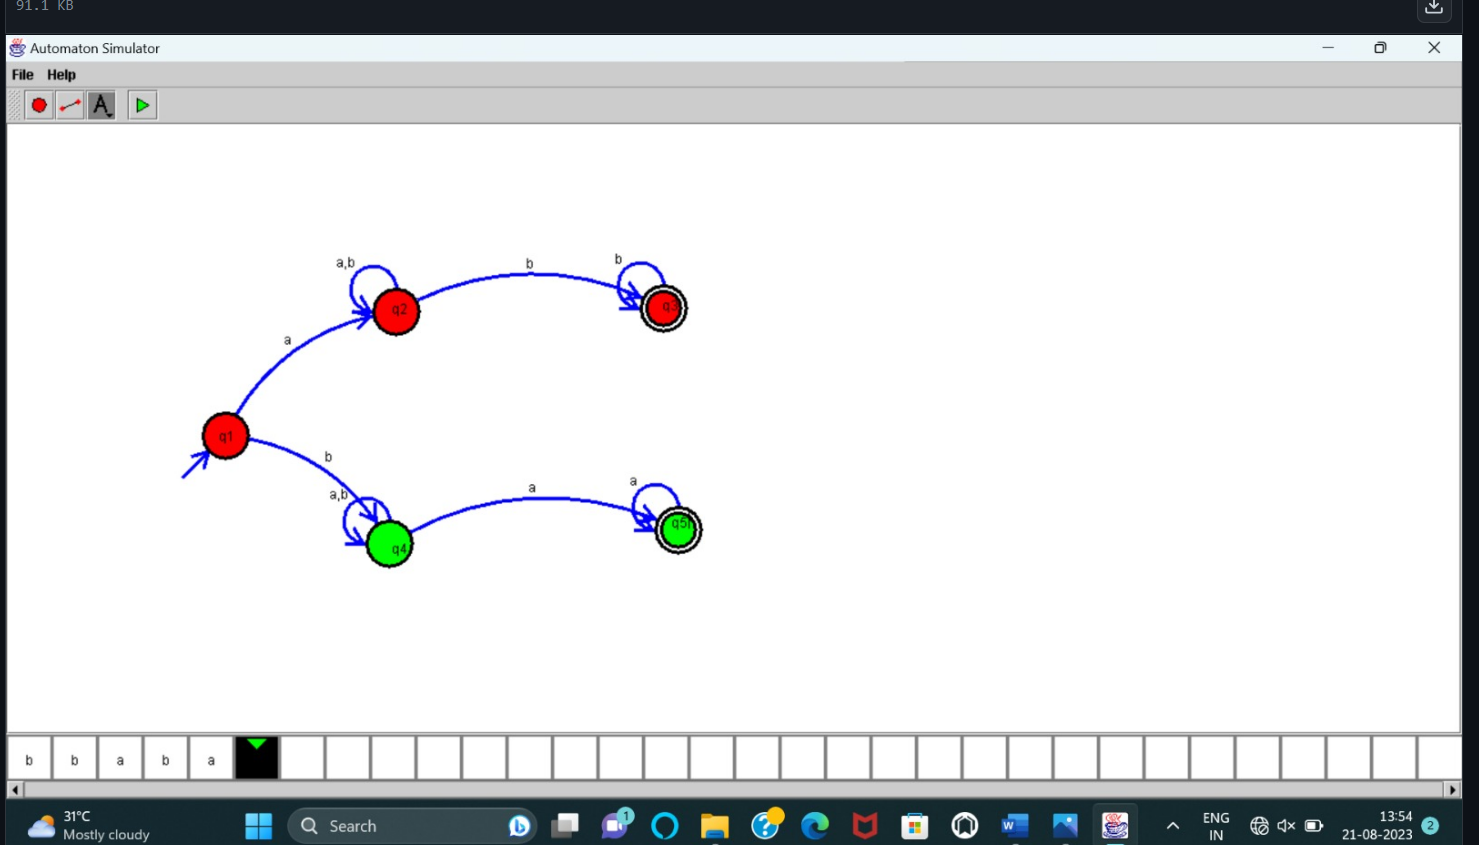 91.1 KB
Automaton Simulator
File Help
A
a,b
b
b
q2
q3
a
q1
b
a,b
a
a
q5
q4
b b a b a
31°C
Mostly cloudy
Search
1
W
ENG
IN
13:54
21-08-2023
2